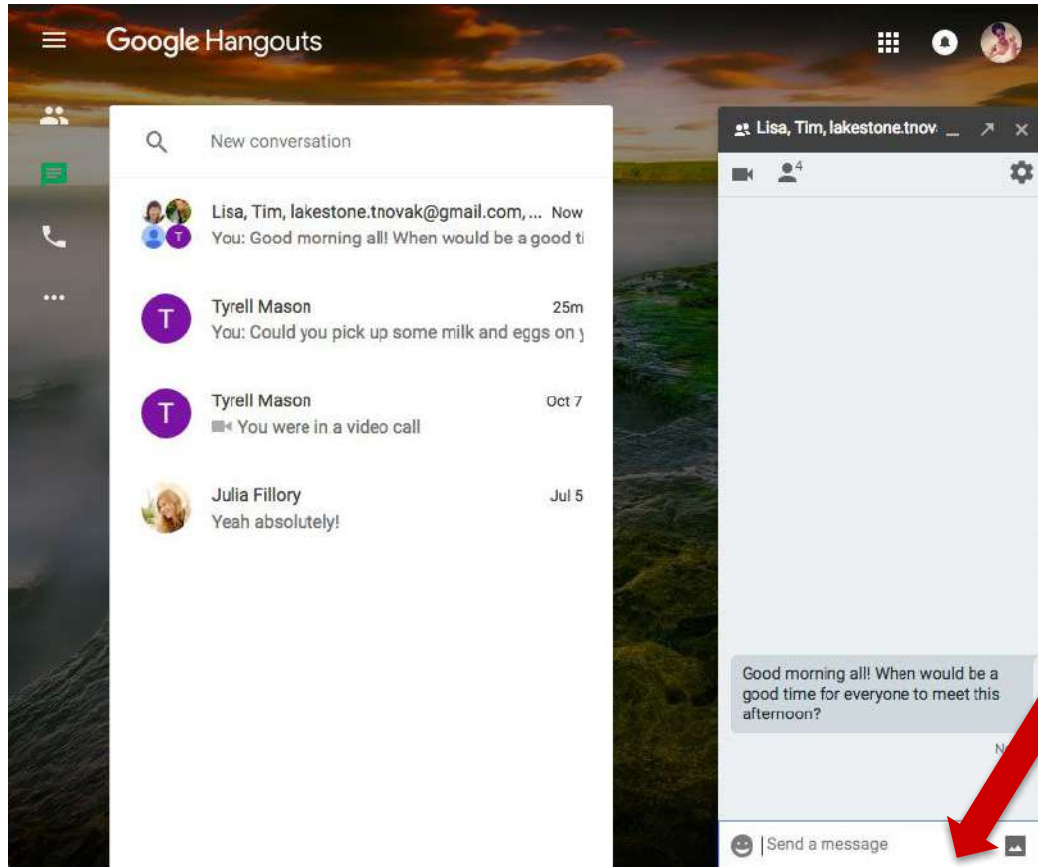 Google Hangouts
New conversation
Lisa, Tim, lakestone.tnovak@gmail.com, ... Now
You: Good morning all! When would be a good ti
T
T
Tyrell Mason 25m
You: Could you pick up some milk and eggs on y
T
Tyrell Mason Oct 7
You were in a video call
Julia Fillory Jul 5
Yeah absolutely!
Lisa, Tim, lakestone.tnov
4
Good morning all! When would be a
good time for everyone to meet this
afternoon?
Send a message